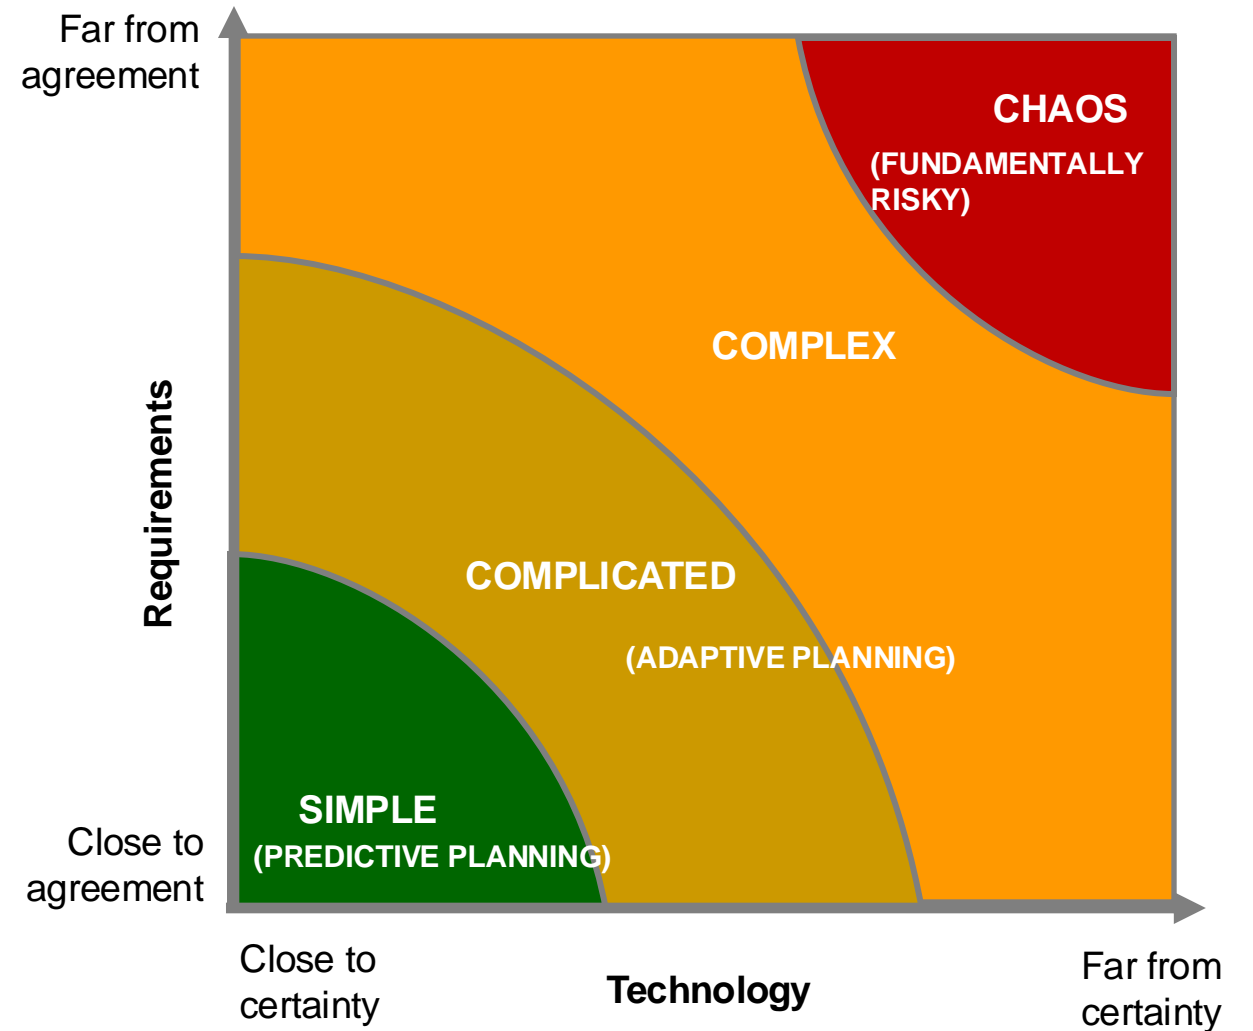 Far from
agreement
CHAOS
(FUNDAMENTALLY
RISKY)
COMPLEX
Requirements
COMPLICATED
(ADAPTIVE PLANNING)
SIMPLE
(PREDICTIVE PLANNING)
Close to
agreement
Close to
certainty
Technology
Far from
certainty